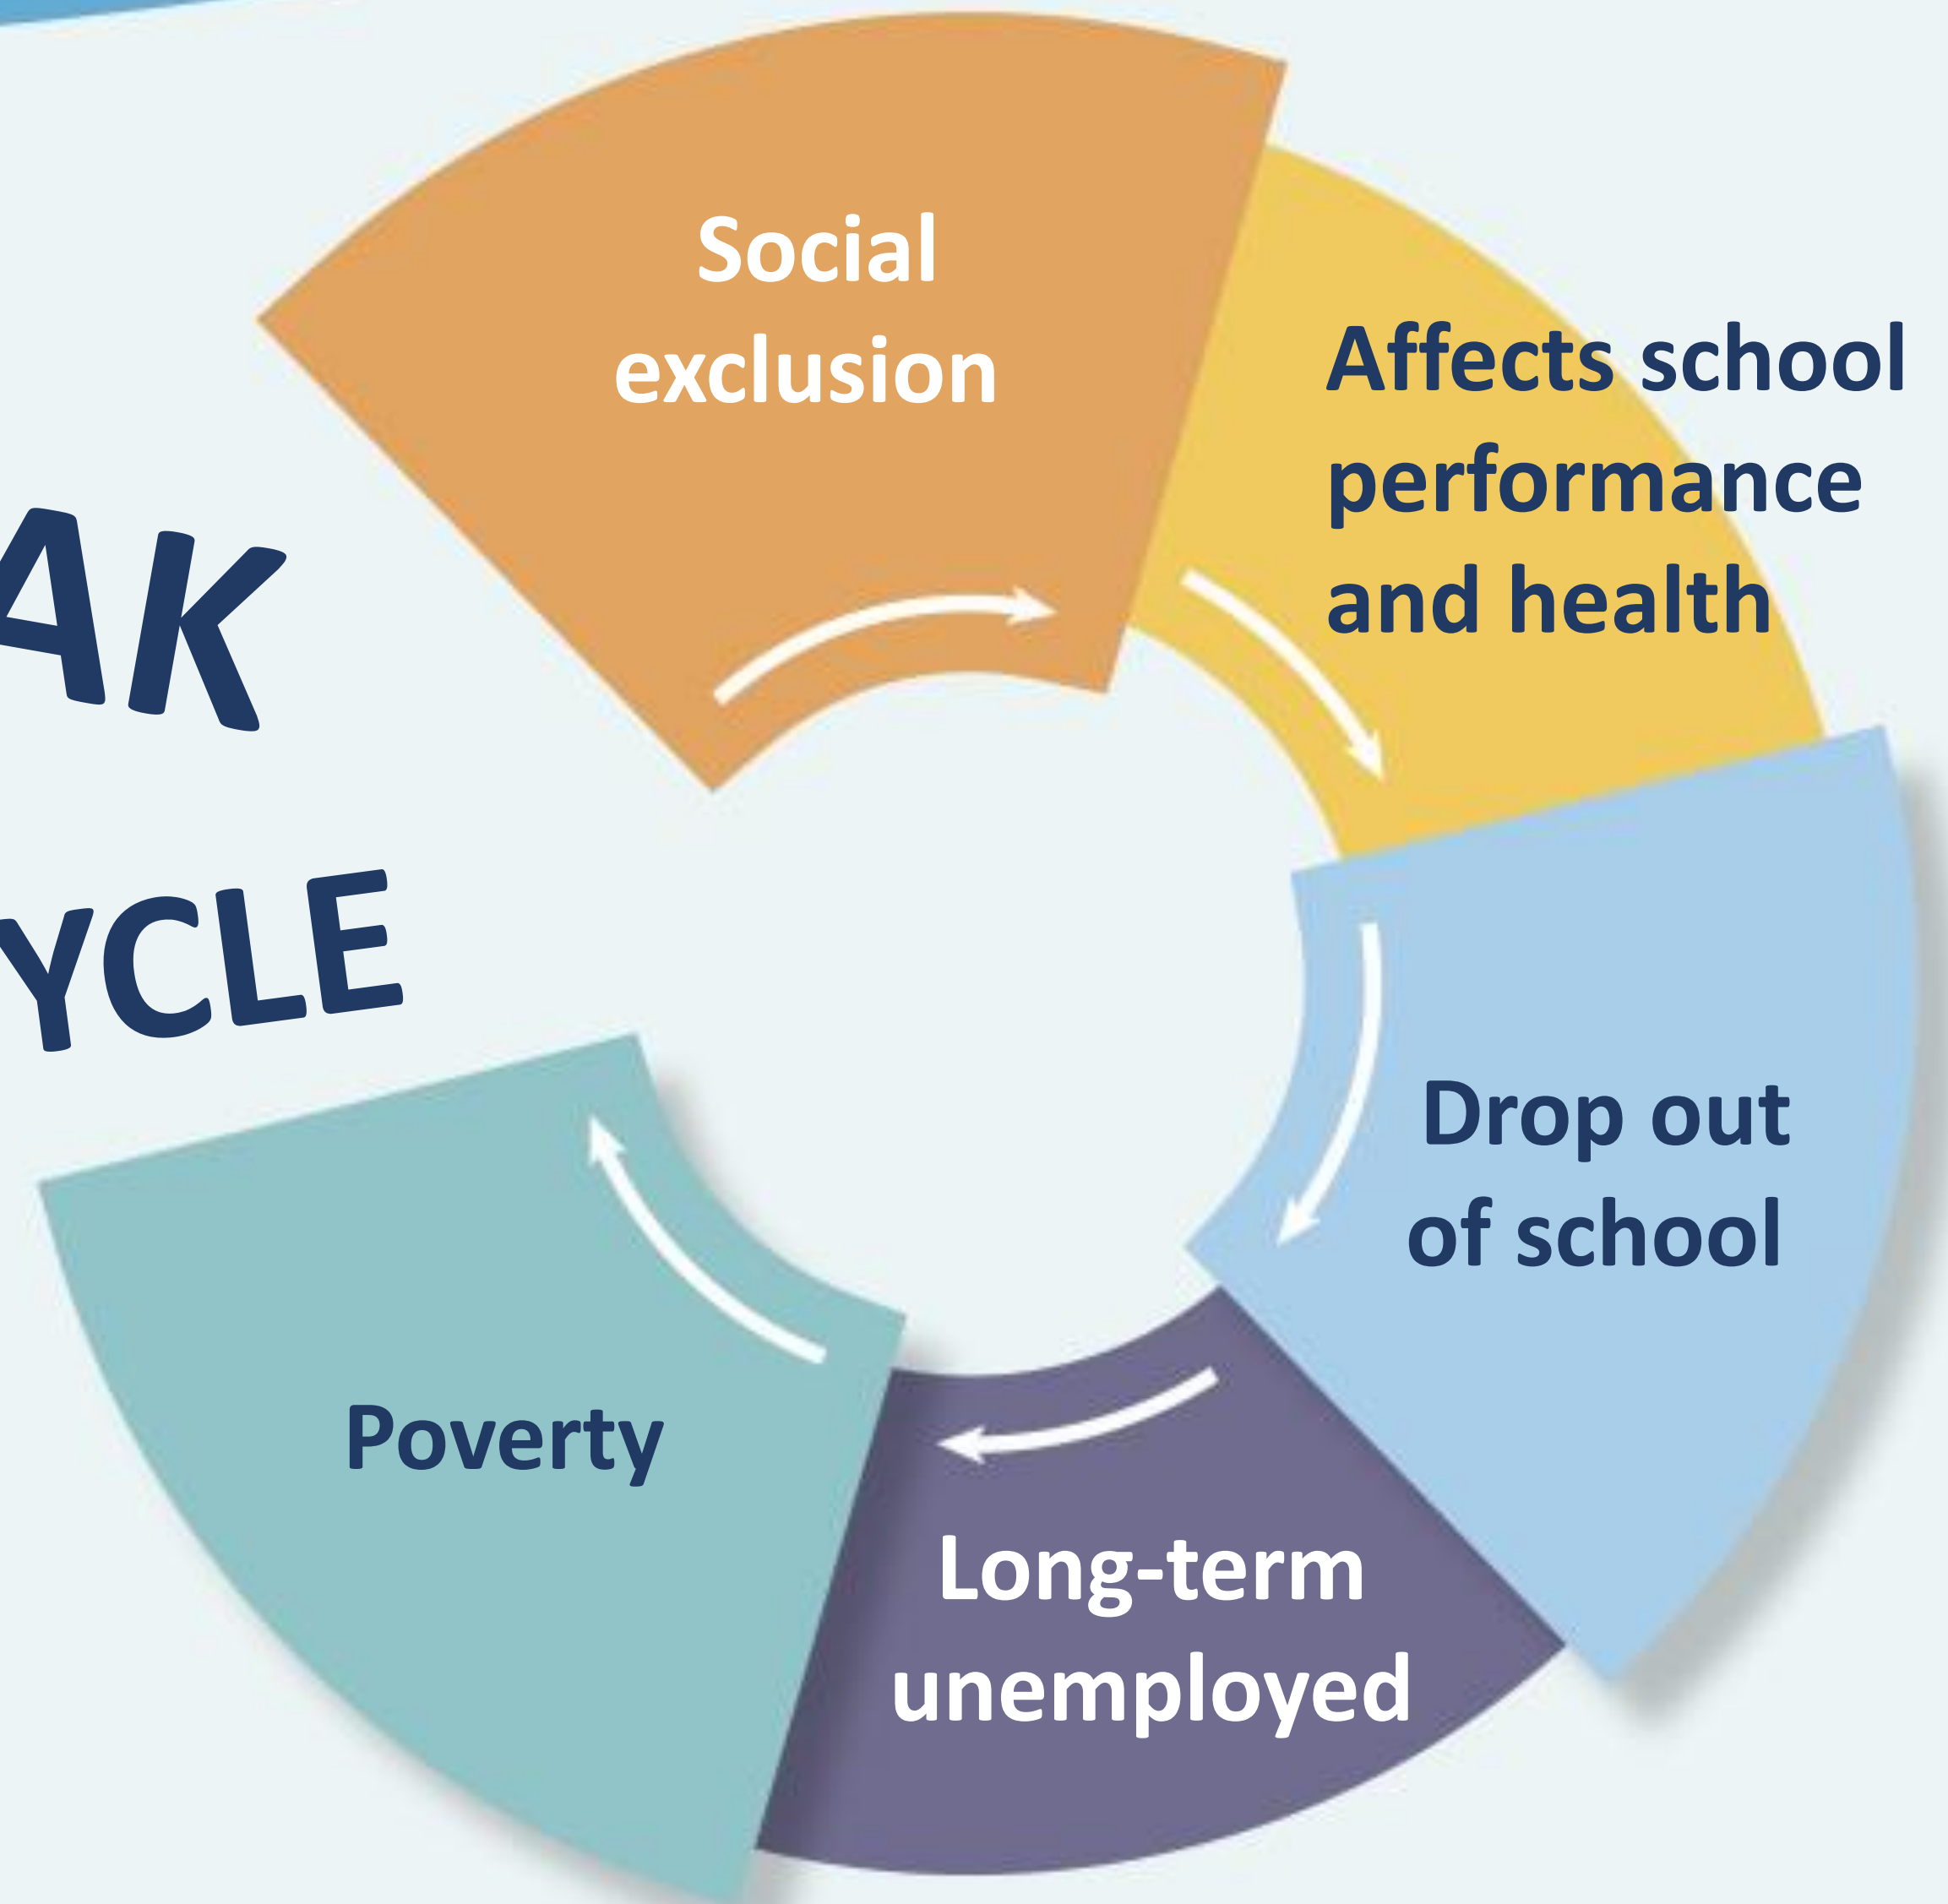 Social
exclusion
Affects school
performance
and health
AK
YCLE
Drop out
of school
Poverty
Long-term
unemployed